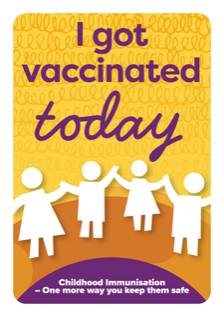 I got
vaccinated
today
Childhood Immunisation
– One more way you keep them safe